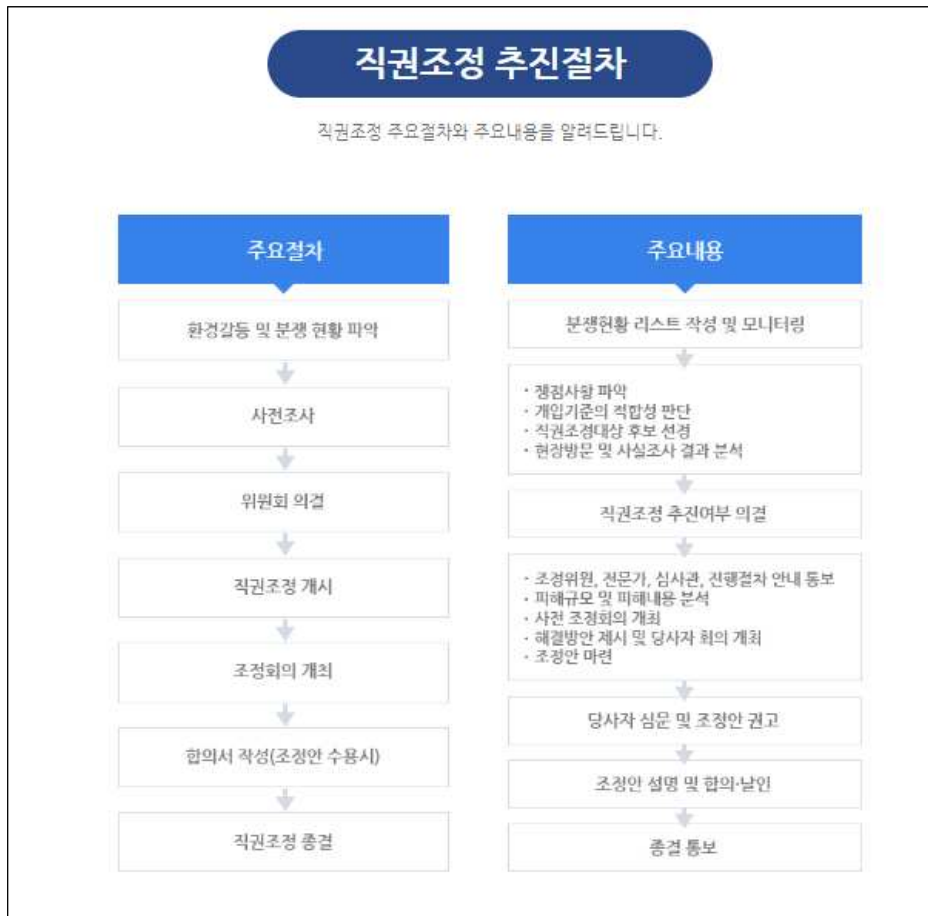 직권조정 추진절차
직권조정 주요절차와 주요내용을 알려드립니다.
주요절차
환경갈등 및 분쟁 현황 파악
사전조사
위원회 의결
직권조정 개시
조정회의 개최
합의서 작성(조정안 수용시)
직권조정 종결
주요내용
분쟁현황 리스트 작성 및 모니터링
· 쟁점사항 파악
· 개입기준의 적합성 판단
· 직권조정대상 후보 선정
· 현장방문 및 사실조사 결과 분석
직권조정 추진여부 의결
· 조정위원, 전문가, 심사관, 진행절차 안내 통보
· 피해규모 및 피해내용 분석
· 사전 조정회의 개최
· 해결방안 제시 및 당사자 회의 개최
· 조정안 마련
당사자 심문 및 조정안 권고
조정안 설명 및 합의·날인
종결 통보